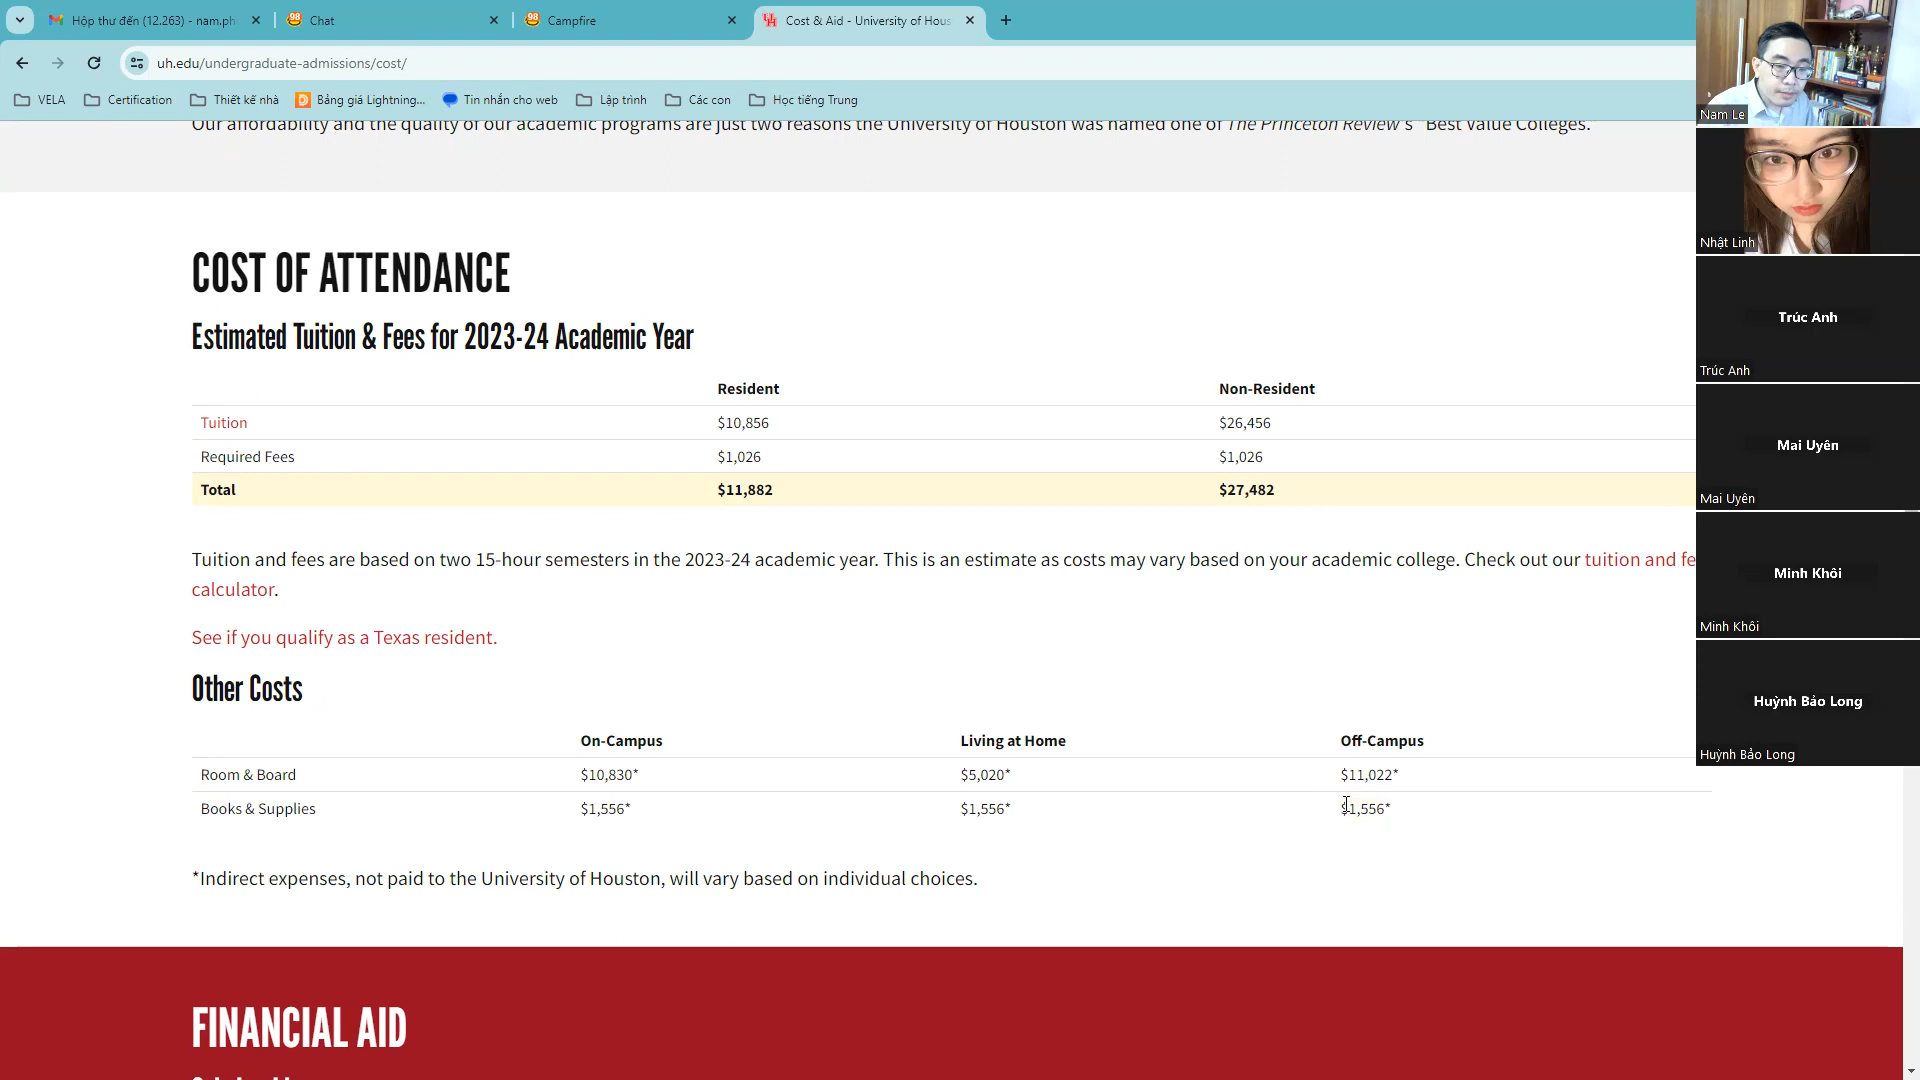 Hộp thư đến (12.263) - nam.ph
Chat
Campfire
Cost & Aid - University of Hous
uh.edu/undergraduate-admissions/cost/
VELA
Certification
Thiết kế nhà
Bảng giá Lightning...
Tin nhắn cho web
Lập trình
Các con
Học tiếng Trung
Our affordability and the quality of our academic programs are just two reasons the University of Houston was named one of The Princeton Review's "Best Value Colleges."
COST OF ATTENDANCE
Estimated Tuition & Fees for 2023-24 Academic Year
Resident Non-Resident
Tuition $10,856 $26,456
Required Fees $1,026 $1,026
Total $11,882 $27,482
Tuition and fees are based on two 15-hour semesters in the 2023-24 academic year. This is an estimate as costs may vary based on your academic college. Check out our tuition and fe
calculator.
See if you qualify as a Texas resident.
Other Costs
On-Campus Living at Home Off-Campus
Room & Board $10,830* $5,020* $11,022*
Books & Supplies $1,556* $1,556* $1,556*
*Indirect expenses, not paid to the University of Houston, will vary based on individual choices.
FINANCIAL AID
Nam Le
Nhật Linh
Trúc Anh
Trúc Anh
Mai Uyên
Mai Uyên
Minh Khôi
Minh Khôi
Huỳnh Bảo Long
Huỳnh Bảo Long